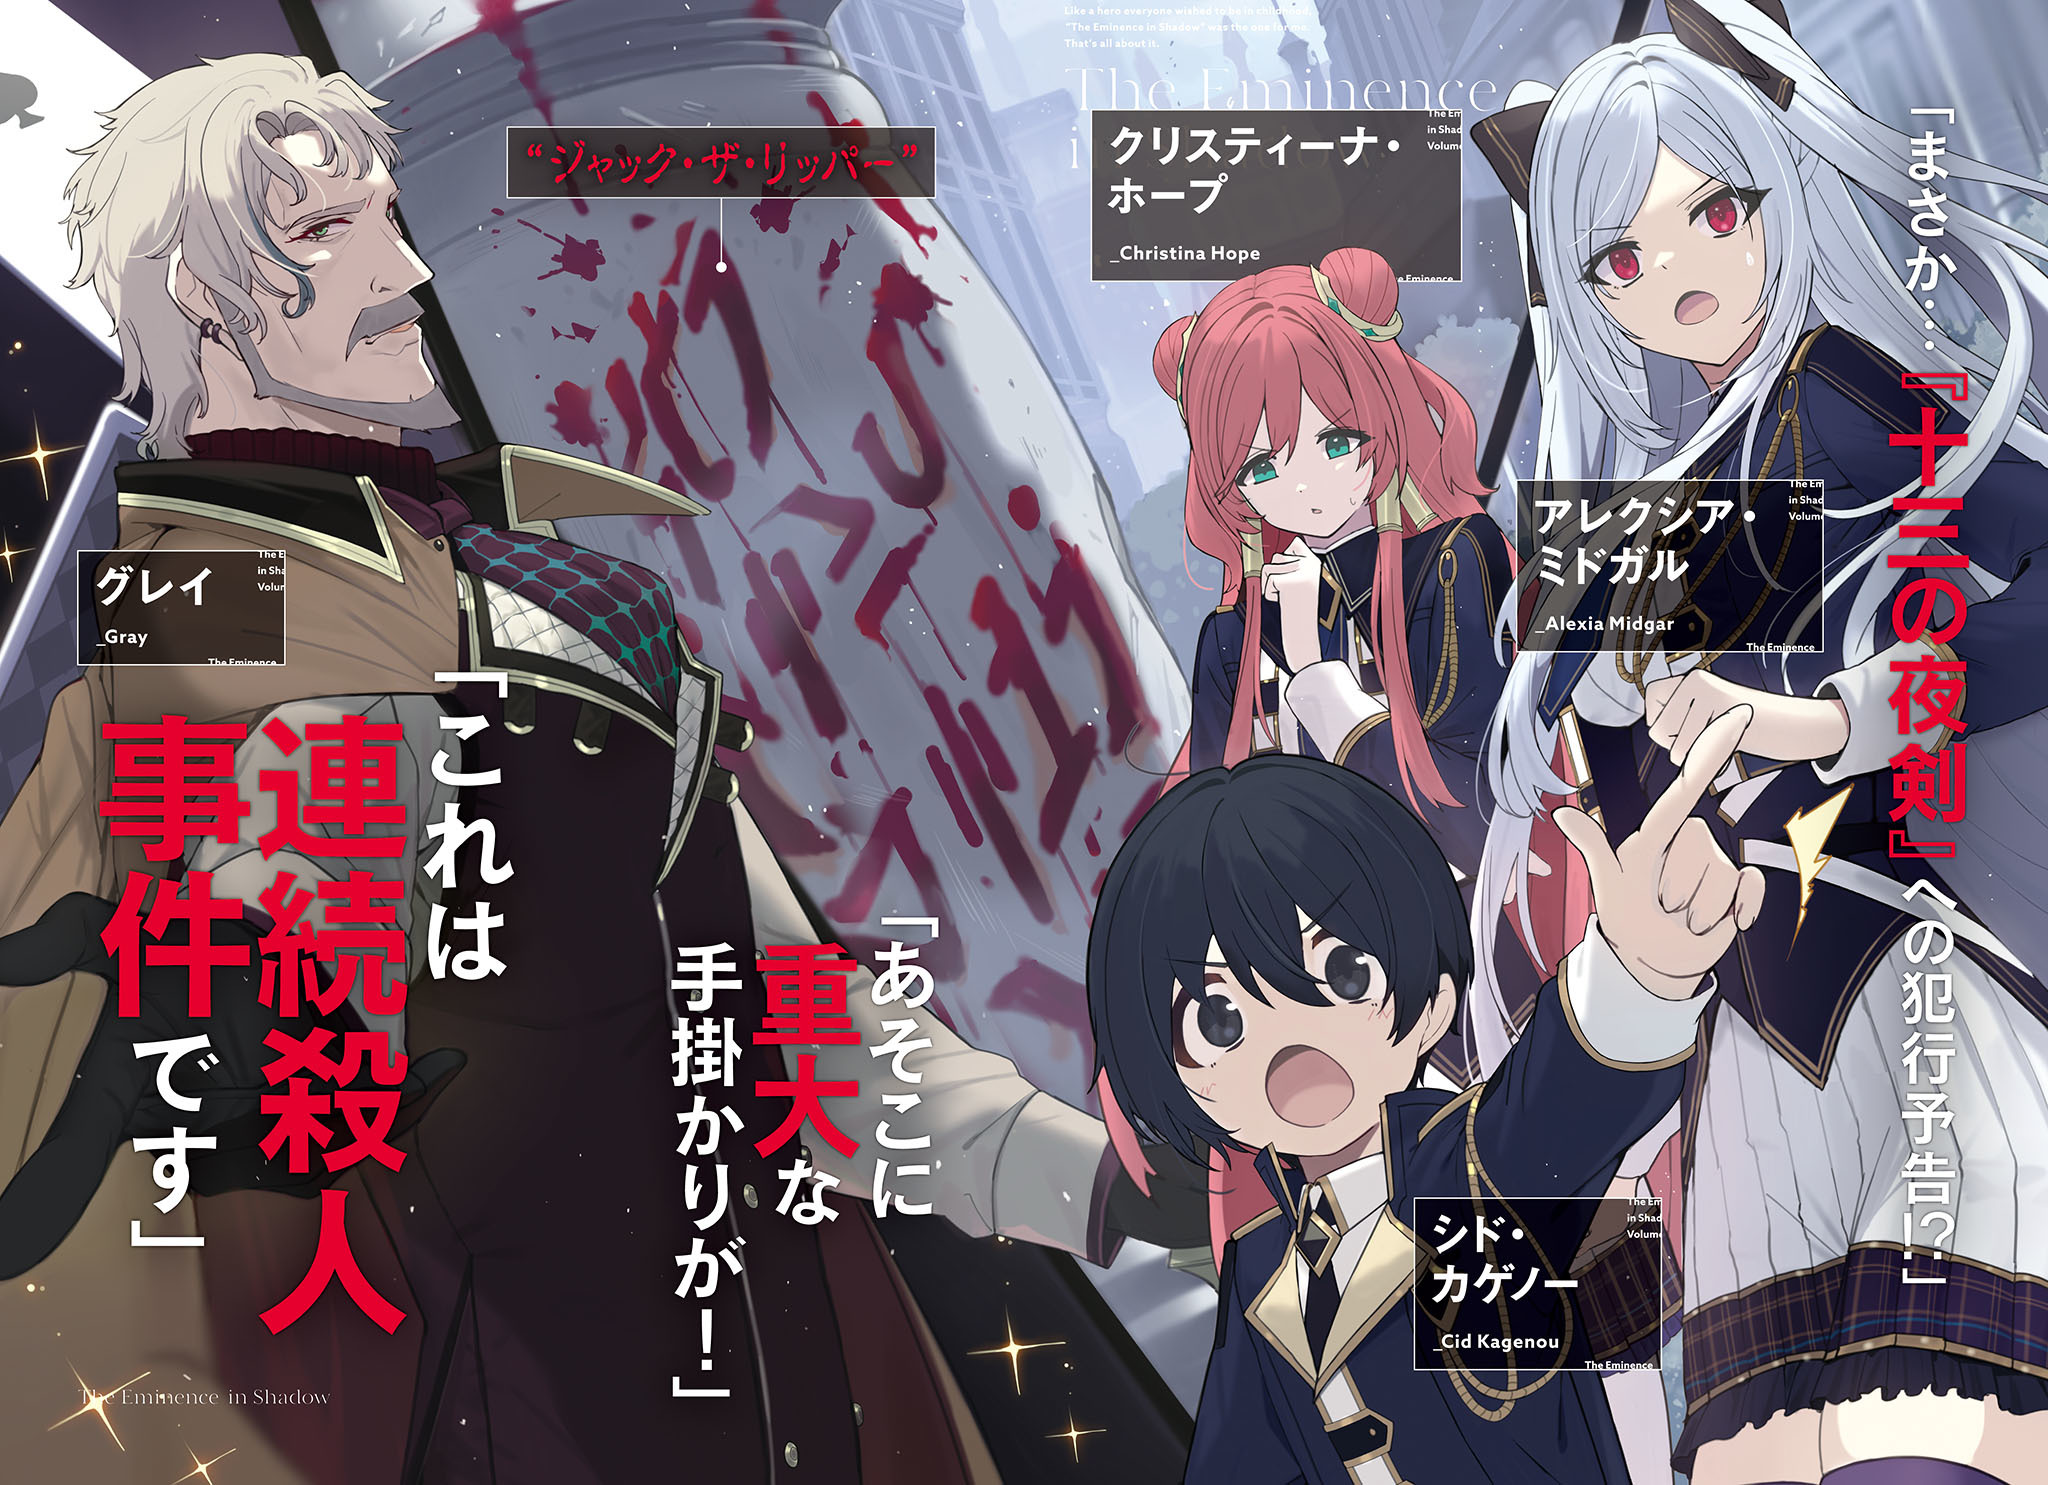 Like a hero everyone wished to be in childhood,
"The Eminence in Shadow" was the one for me.
That's all about it.
The Eminence
「まさか…
『十三の夜剣』
への犯行予告!?」
アレクシア・
ミドガル
_Alexia Midgar
The Eminence
クリスティーナ・
ホープ
_Christina Hope
シド・
カゲノー
_Cid Kagenou
The Eminence
“ジャック・ザ・リッパー”
「あそこに
重大な
手掛かりが！」
「これは
連続殺人
事件です」
グレイ
_Gray
The Eminence
The Eminence in Shadow